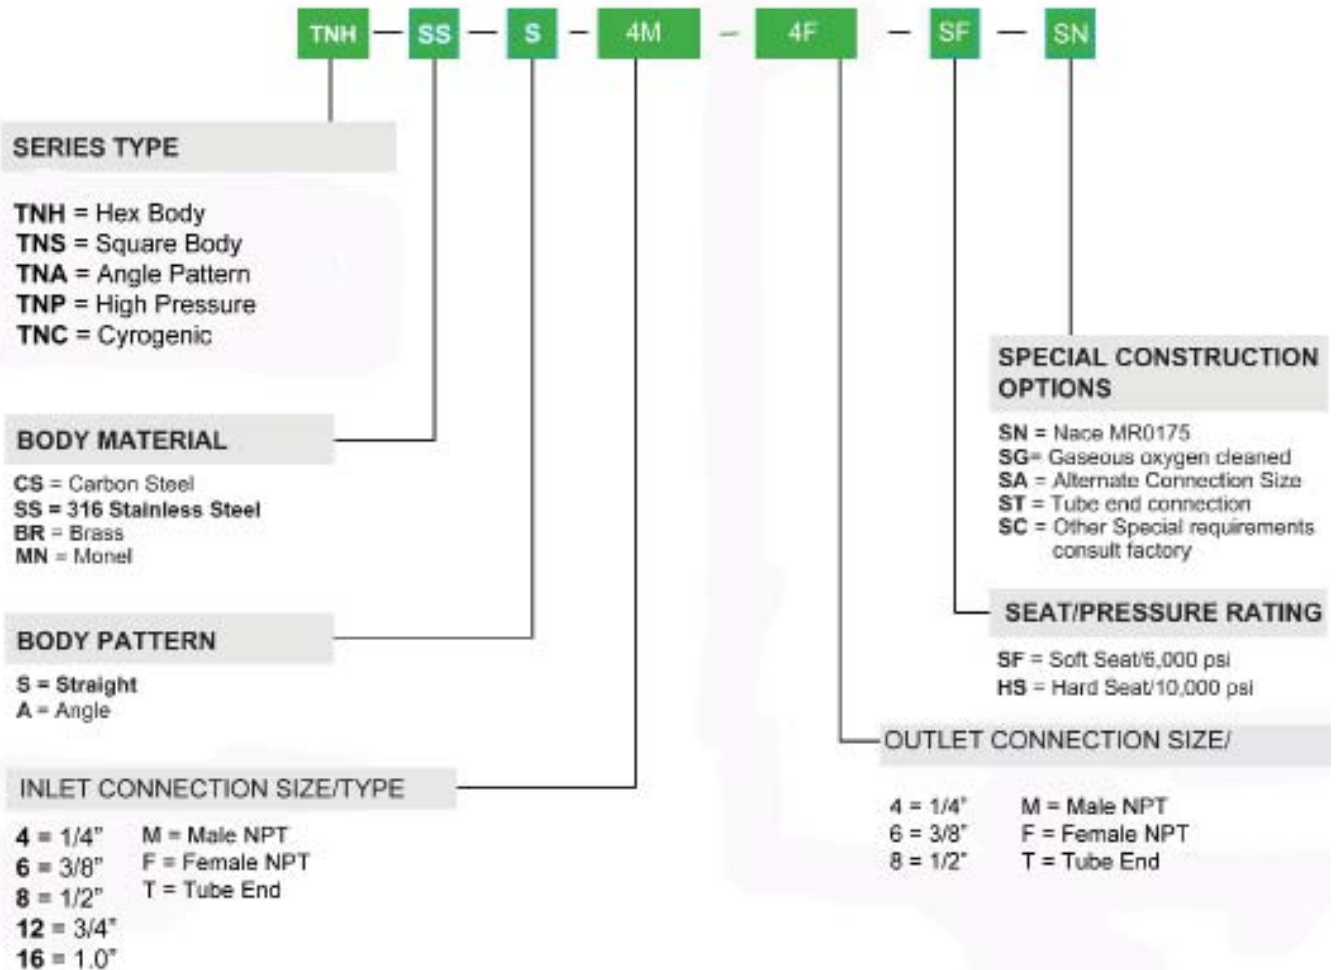 TNH — SS — S — 4M — 4F — SF — SN
SERIES TYPE
TNH = Hex Body
TNS = Square Body
TNA = Angle Pattern
TNP = High Pressure
TNC = Cyrogenic
BODY MATERIAL
CS = Carbon Steel
SS = 316 Stainless Steel
BR = Brass
MN = Monel
BODY PATTERN
S = Straight
A = Angle
INLET CONNECTION SIZE/TYPE
4 = 1/4” M = Male NPT
6 = 3/8” F = Female NPT
8 = 1/2” T = Tube End
12 = 3/4”
16 = 1.0”
SPECIAL CONSTRUCTION
OPTIONS
SN = Nace MR0175
SG= Gaseous oxygen cleaned
SA = Alternate Connection Size
ST = Tube end connection
SC = Other Special requirements
consult factory
SEAT/PRESSURE RATING
SF = Soft Seat/6,000 psi
HS = Hard Seat/10,000 psi
OUTLET CONNECTION SIZE/
4 = 1/4” M = Male NPT
6 = 3/8” F = Female NPT
8 = 1/2” T = Tube End